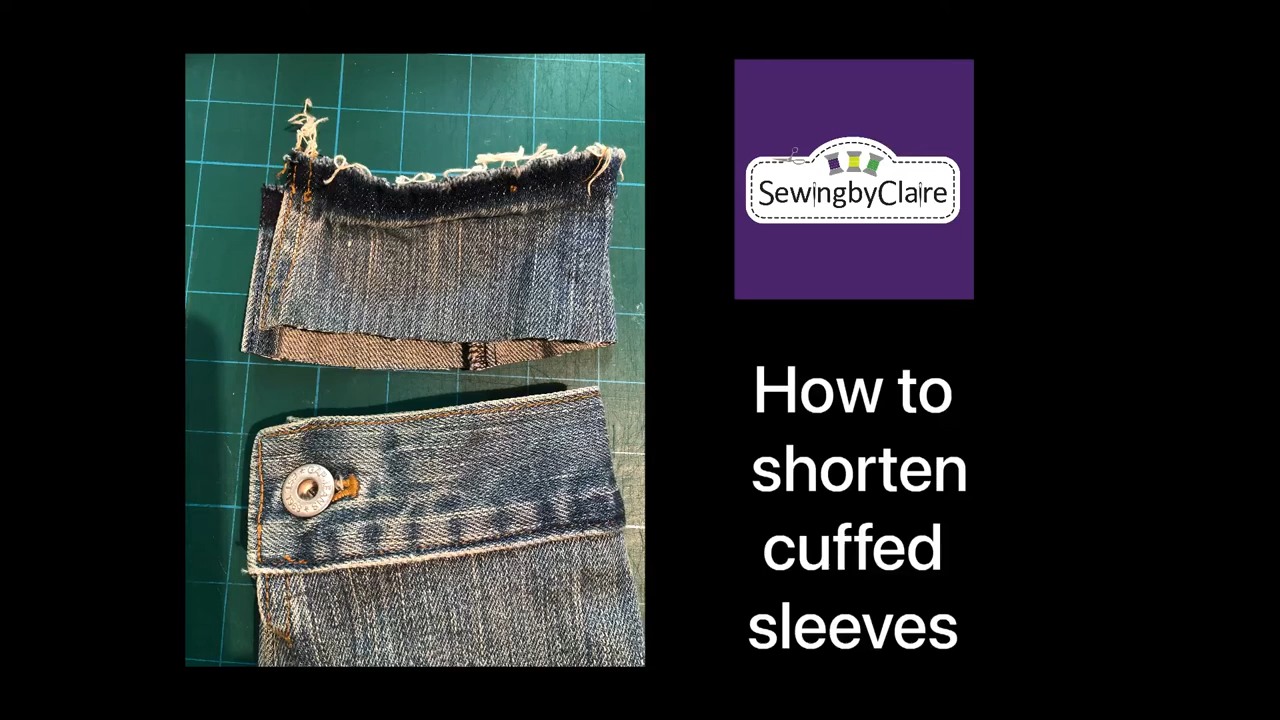 SewingbyClaire
How to
shorten
cuffed
sleeves